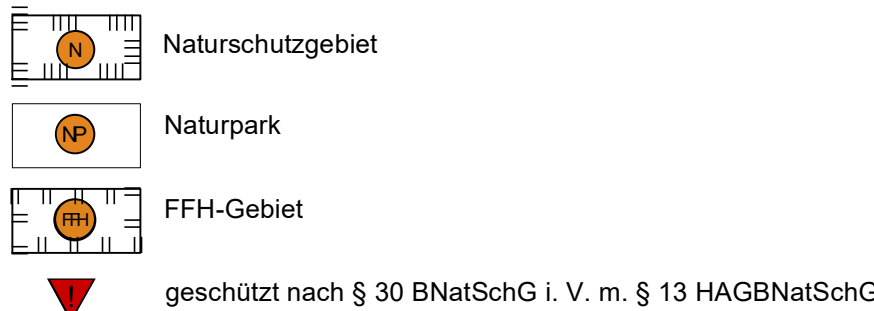 N Naturschutzgebiet
NP Naturpark
FFH FFH-Gebiet
! geschützt nach § 30 BNatSchG i. V. m. § 13 HAGBNatSchG